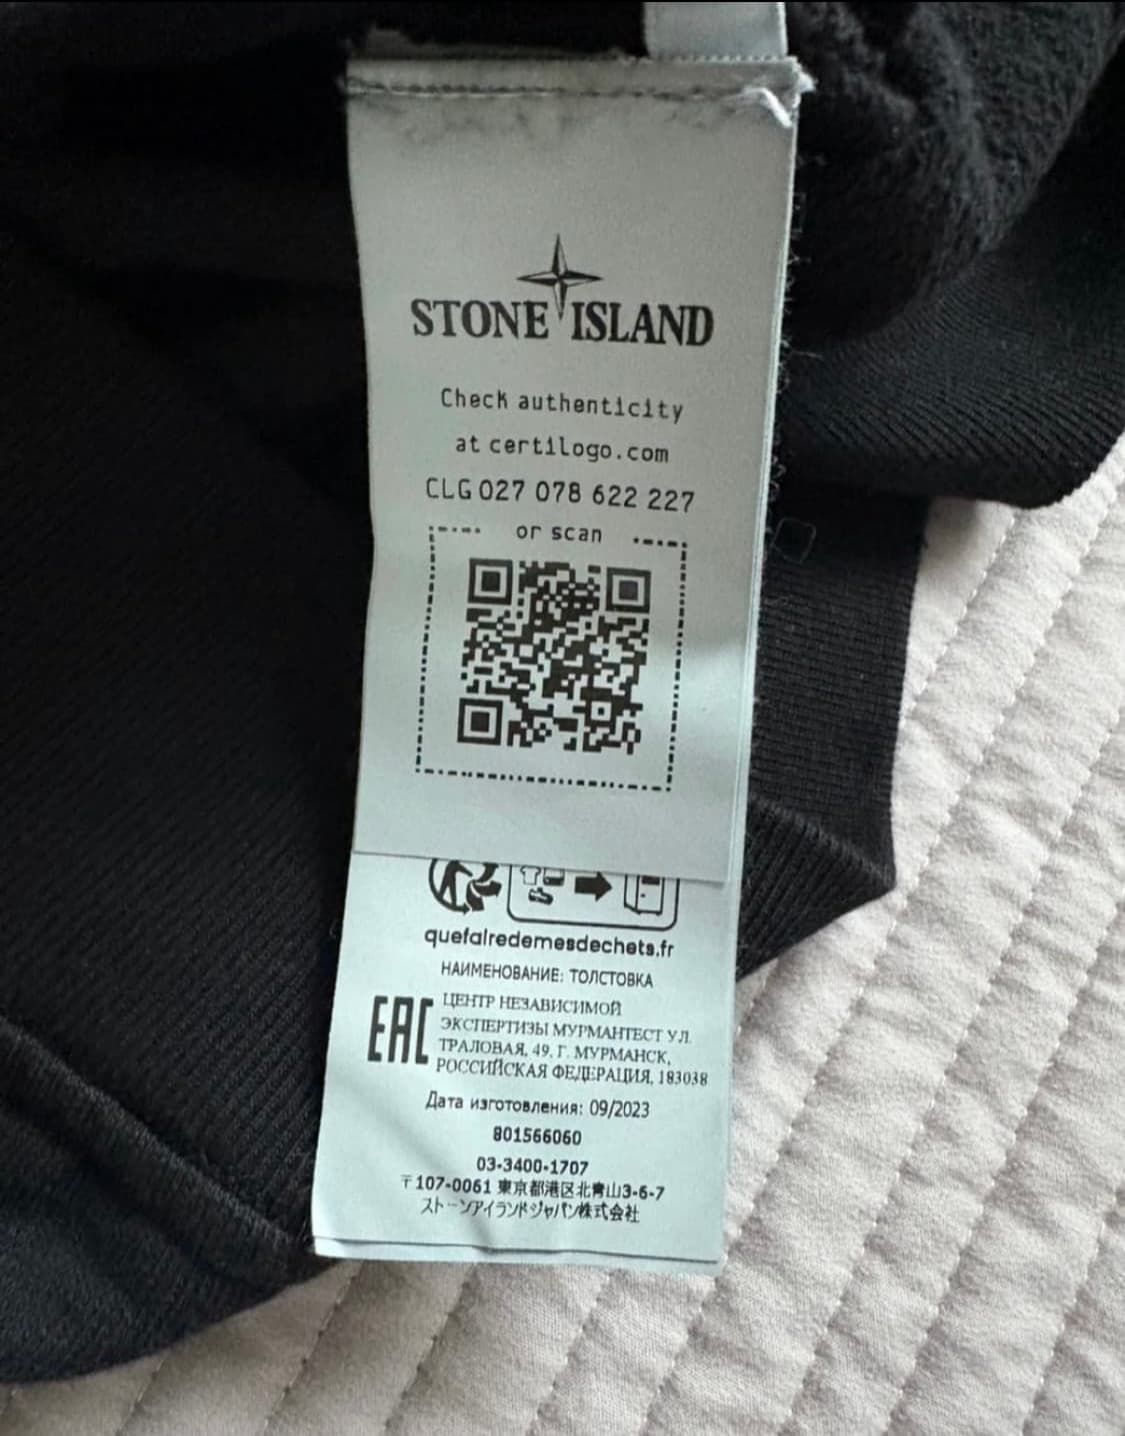 STONE ISLAND
Check authenticity
at certilogo.com
CLG 027 078 622 227
or scan
quefairedemesdechets.fr
НАИМЕНОВАНИЕ: ТОЛСТОВКА
EAC
ЦЕНТР НЕЗАВИСИМОЙ
ЭКСПЕРТИЗЫ МУРМАНТЕСТ УЛ.
ТРАЛОВАЯ, 49, Г. МУРМАНСК,
РОССИЙСКАЯ ФЕДЕРАЦИЯ, 183038
Дата изготовления: 09/2023
801566060
03-3400-1707
〒107-0061 東京都港区北青山3-6-7
ストーンアイランドジャパン株式会社